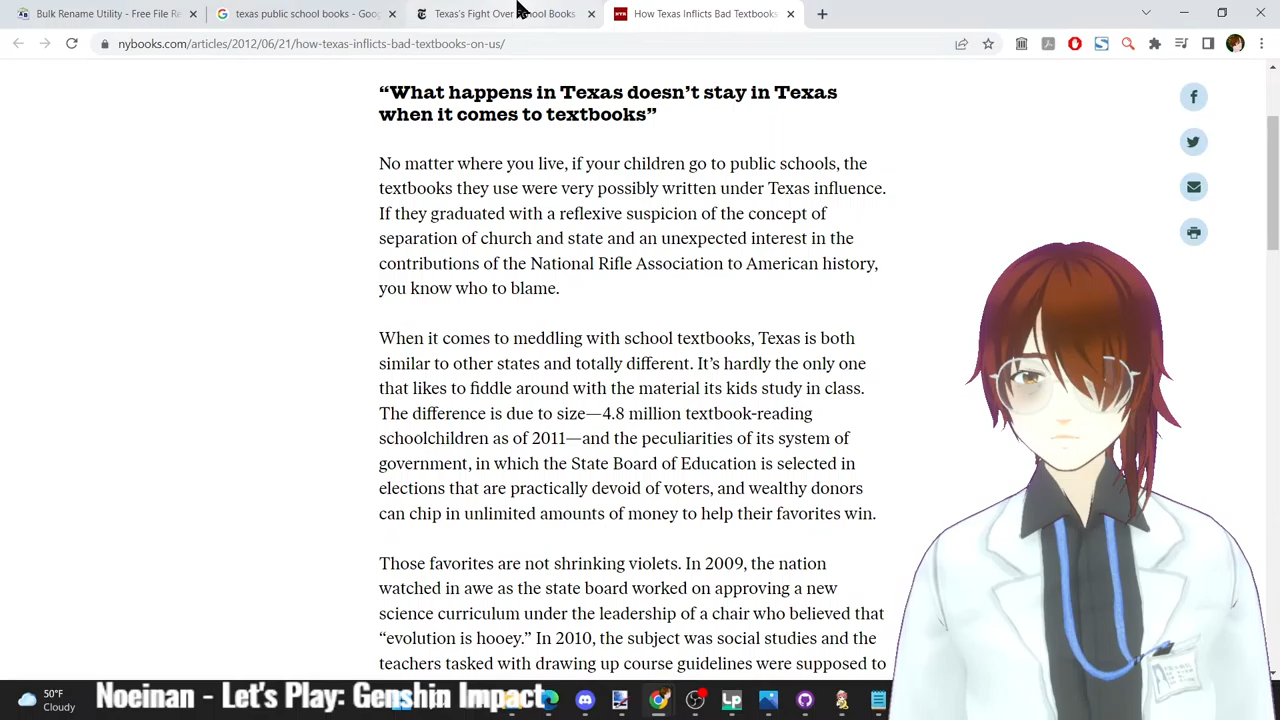 Bulk Rename Utility - Free File Re
texas public school books - Goog
Texas's Fight Over School Books
How Texas Inflicts Bad Textbooks
nybooks.com/articles/2012/06/21/how-texas-inflicts-bad-textbooks-on-us/
“What happens in Texas doesn’t stay in Texas
when it comes to textbooks”
No matter where you live, if your children go to public schools, the
textbooks they use were very possibly written under Texas influence.
If they graduated with a reflexive suspicion of the concept of
separation of church and state and an unexpected interest in the
contributions of the National Rifle Association to American history,
you know who to blame.
When it comes to meddling with school textbooks, Texas is both
similar to other states and totally different. It’s hardly the only one
that likes to fiddle around with the material its kids study in class.
The difference is due to size—4.8 million textbook-reading
schoolchildren as of 2011—and the peculiarities of its system of
government, in which the State Board of Education is selected in
elections that are practically devoid of voters, and wealthy donors
can chip in unlimited amounts of money to help their favorites win.
Those favorites are not shrinking violets. In 2009, the nation
watched in awe as the state board worked on approving a new
science curriculum under the leadership of a chair who believed that
“evolution is hooey.” In 2010, the subject was social studies and the
teachers tasked with drawing up course guidelines were supposed to
50°F
Cloudy
Noeinan - Let's Play: Genshin Impact